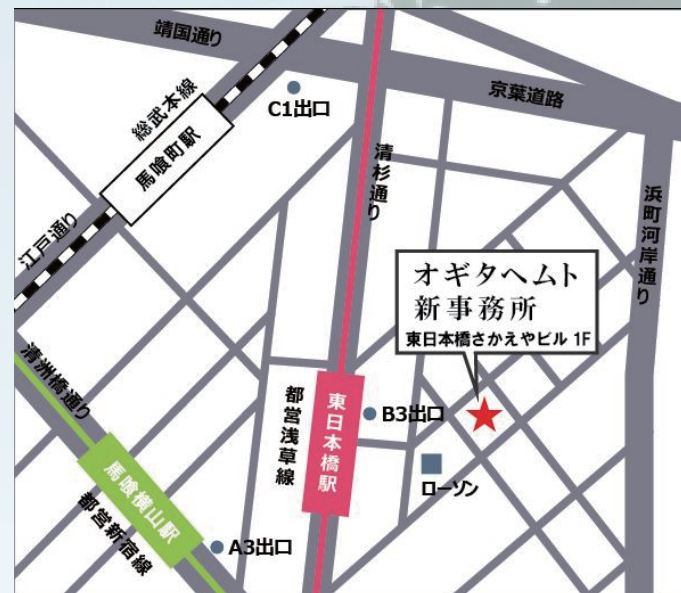 靖国通り
京葉道路
総武本線
C1出口
馬喰町駅
清杉通り
浜町河岸通り
江戸通り
オギタヘムト
新事務所
東日本橋さかえやビル 1F
清洲橋通り
都営浅草線
東日本橋駅
B3出口
馬喰横山駅
ローソン
都営新宿線
A3出口